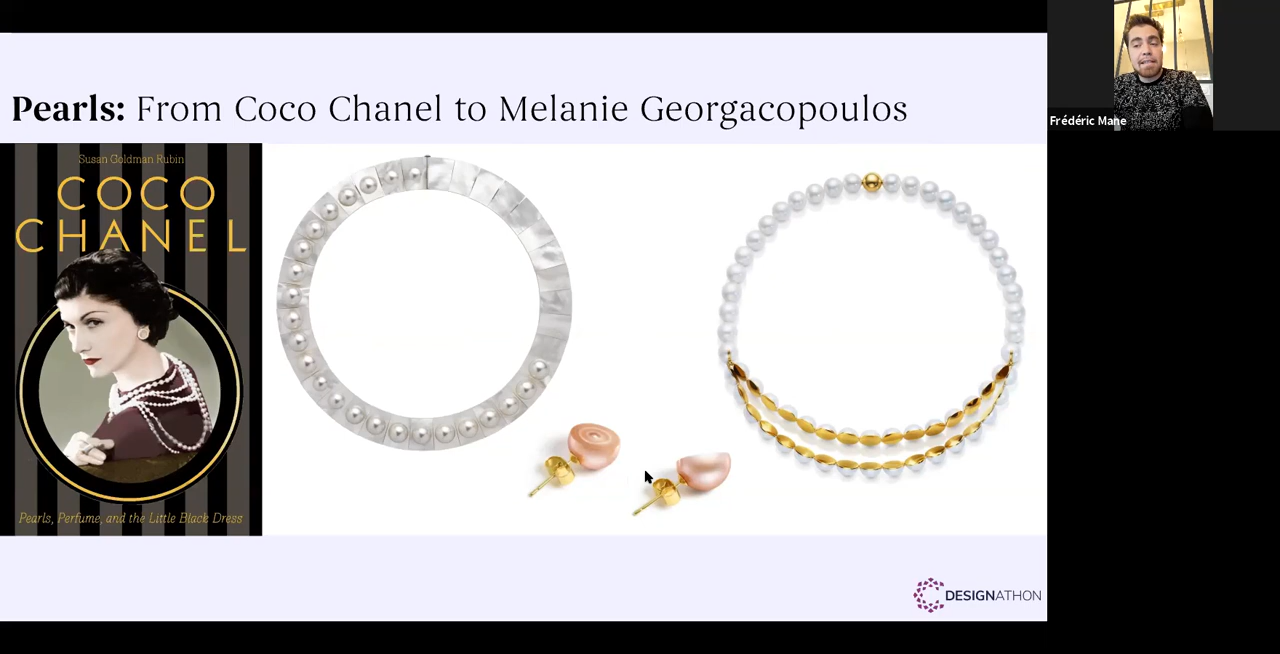 Pearls: From Coco Chanel to Melanie Georgacopoulos
Frédéric Mane
Susan Goldman Rubin
COCO
CHANEL
Pearls, Perfume, and the Little Black Dress
DESIGNATHON